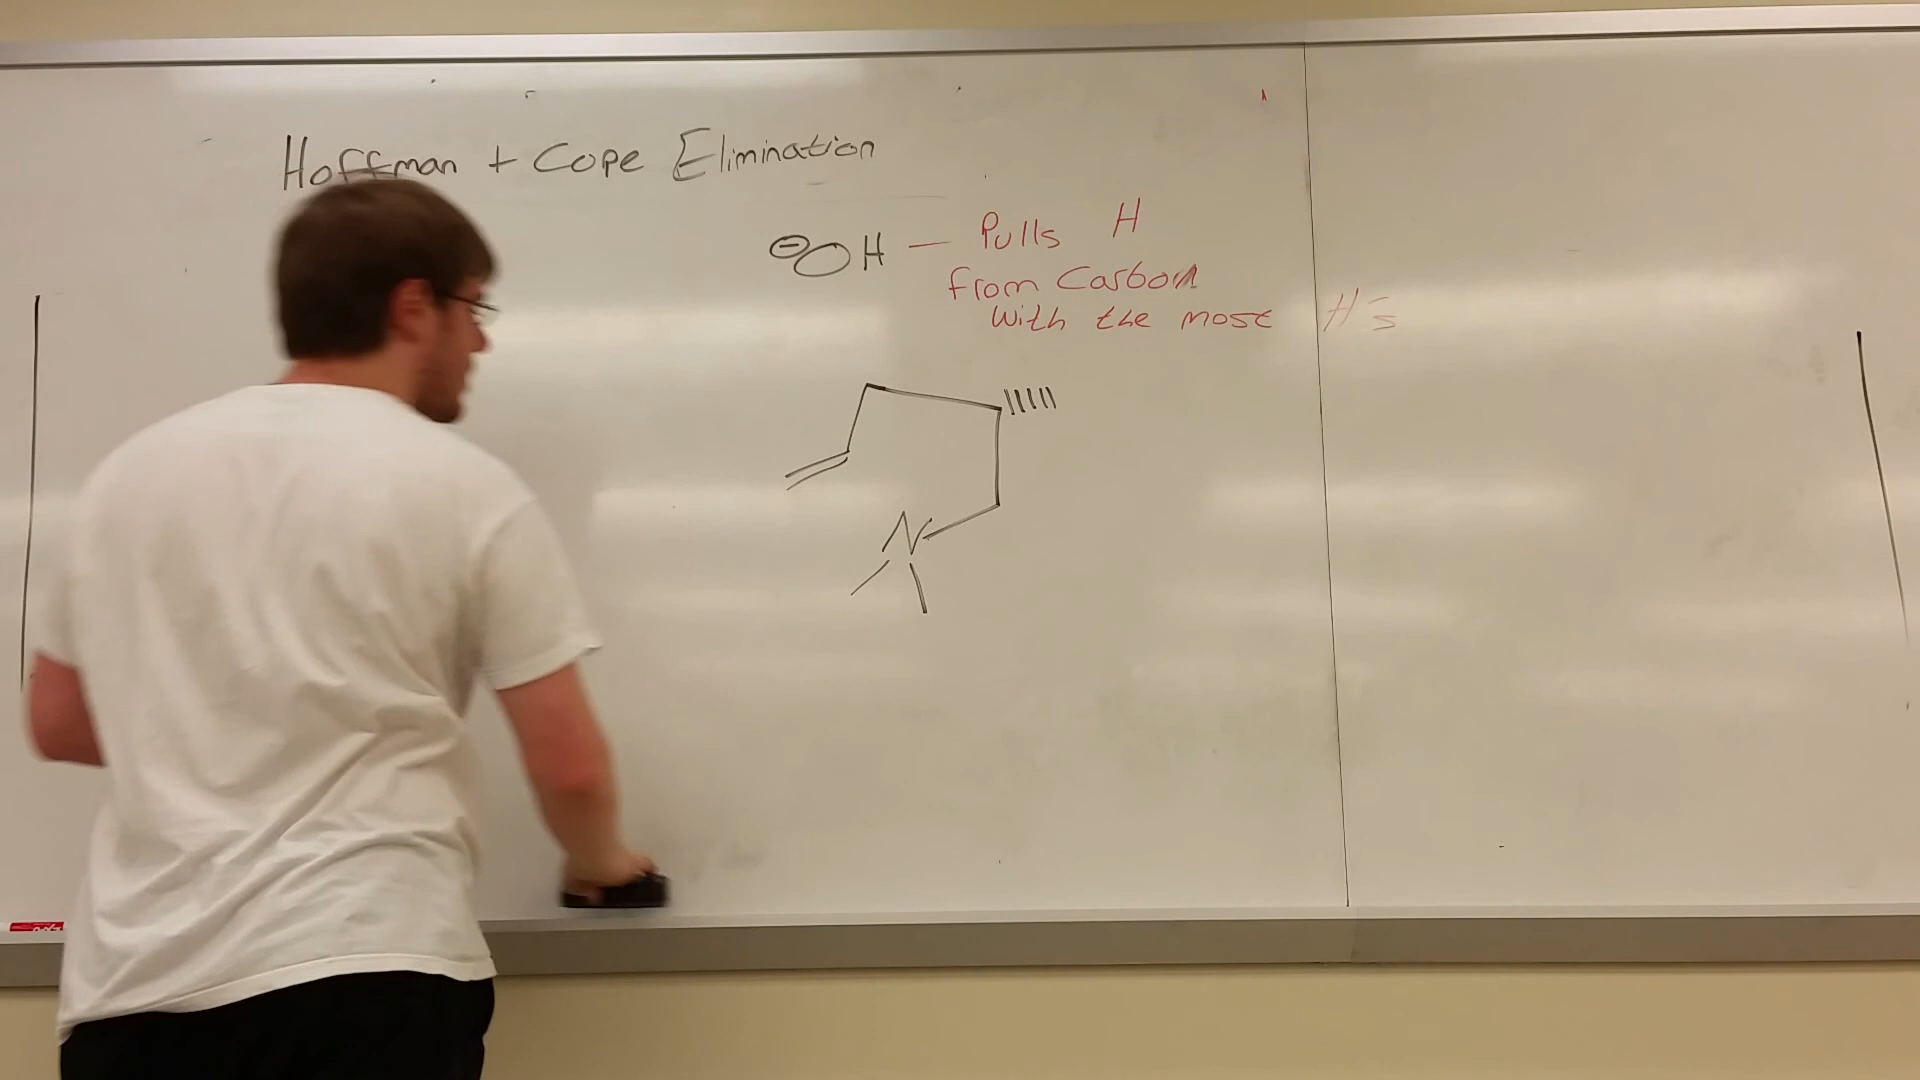 Hoffman + Cope Elimination
⊖OH — Pulls H
from Carbon
with the most H's
N